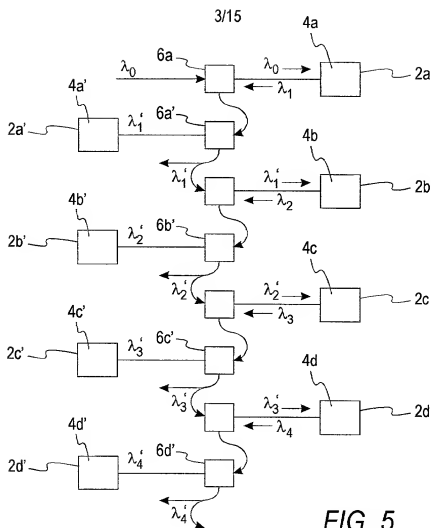 3/15
4a
6a
λ0
λ1
2a
4a'
6a'
λ1'
2a'
λ1'
4b
λ1'
λ2
2b
4b'
6b'
λ2'
2b'
λ2'
4c
λ2'
λ3
2c
4c'
6c'
λ3'
2c'
λ3'
4d
λ3'
λ4
2d
4d'
6d'
λ4'
2d'
λ4'
FIG. 5